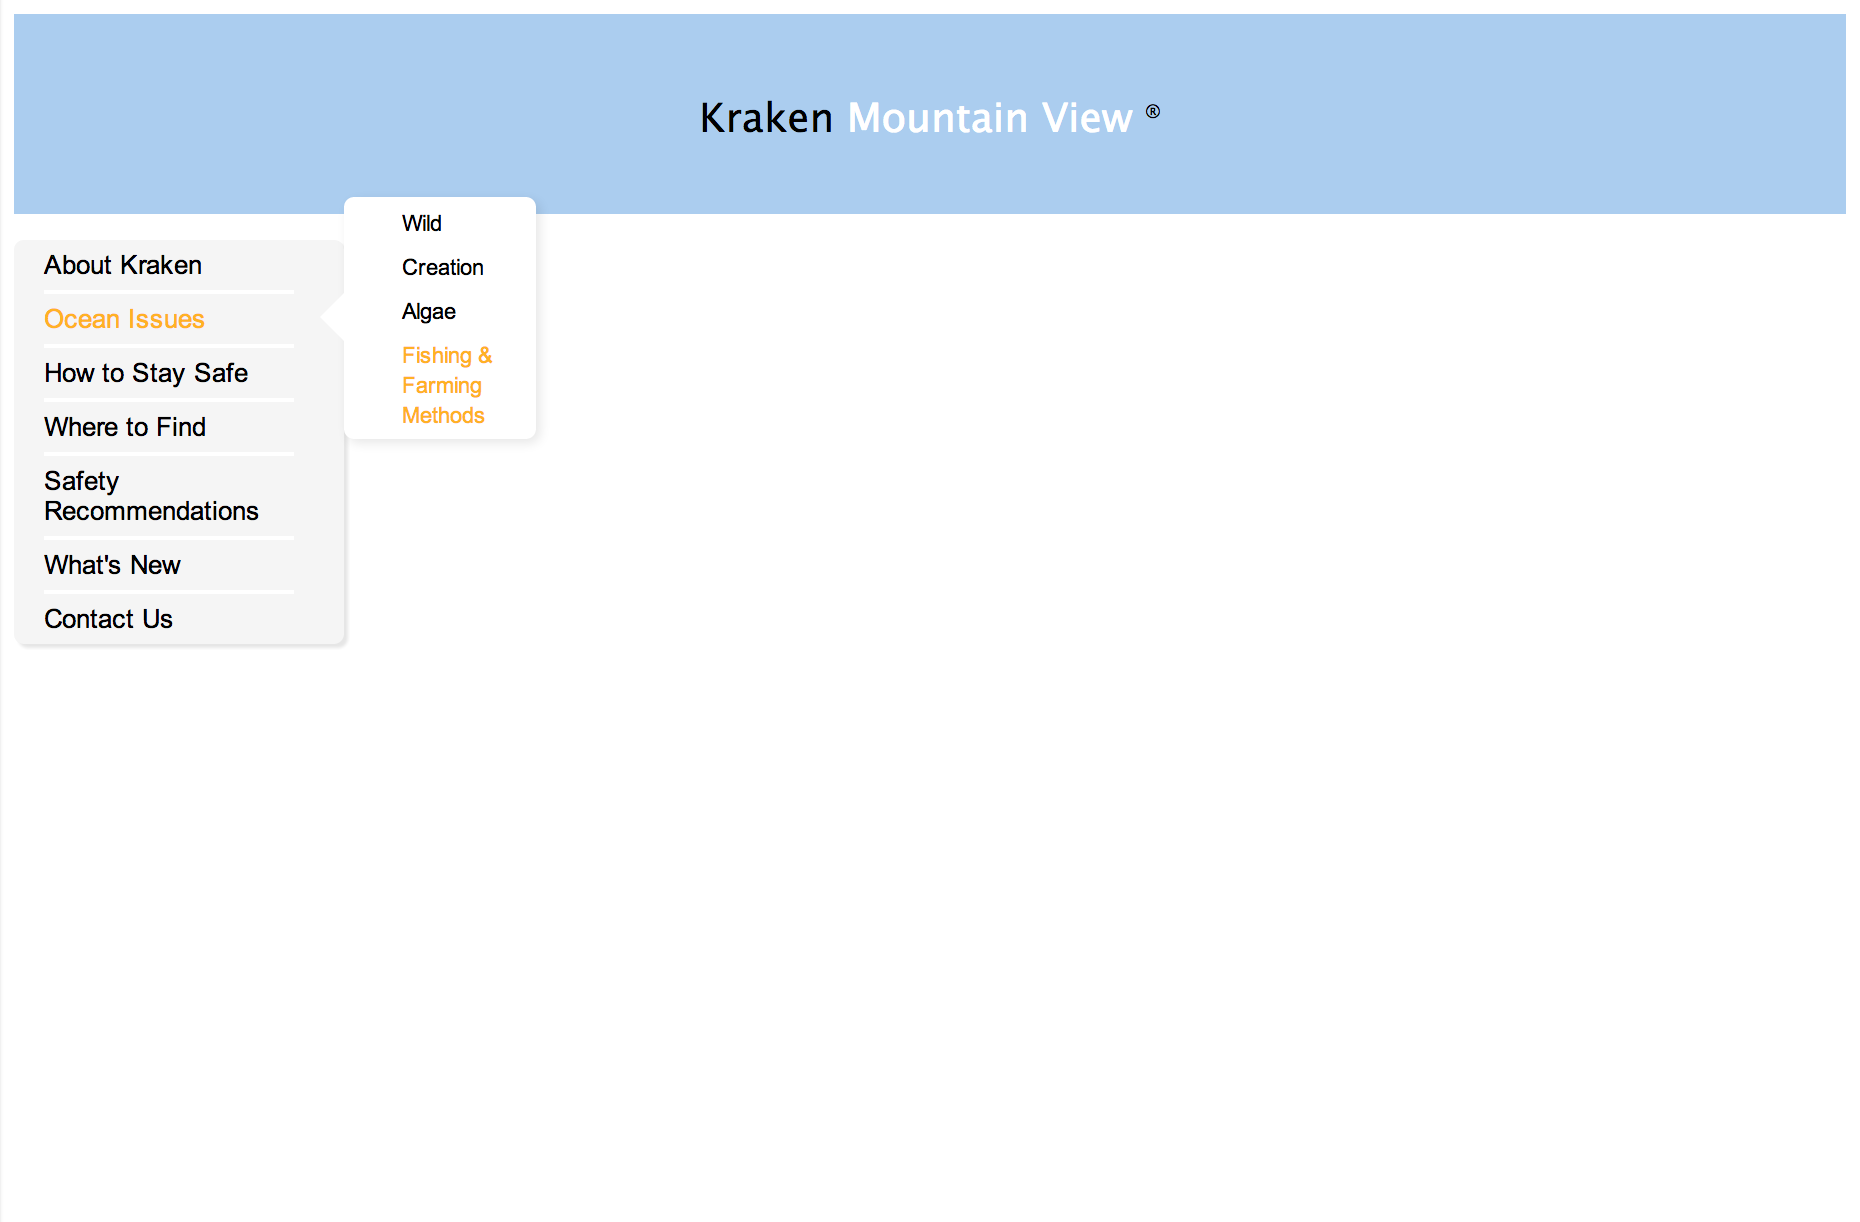 Kraken Mountain View ®
About Kraken
Ocean Issues
How to Stay Safe
Where to Find
Safety
Recommendations
What's New
Contact Us
Wild
Creation
Algae
Fishing &
Farming
Methods